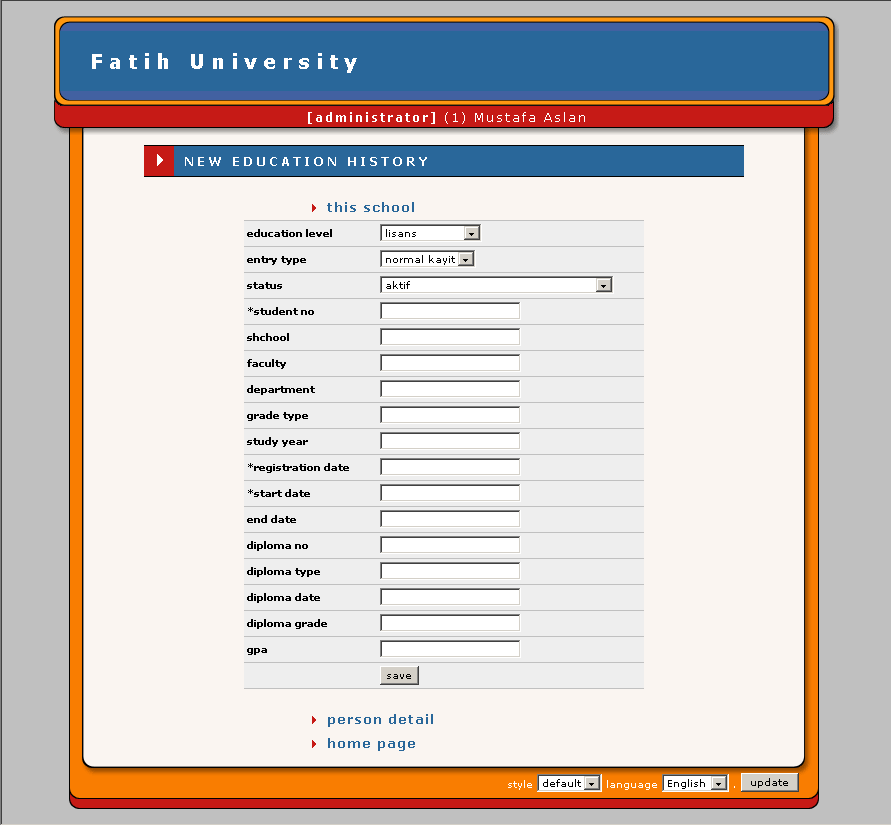 Fatih University
[administrator] (1) Mustafa Aslan
NEW EDUCATION HISTORY
this school
education level lisans
entry type normal kayit
status aktif
*student no
shchool
faculty
department
grade type
study year
*registration date
*start date
end date
diploma no
diploma type
diploma date
diploma grade
gpa
save
person detail
home page
style default language English . update